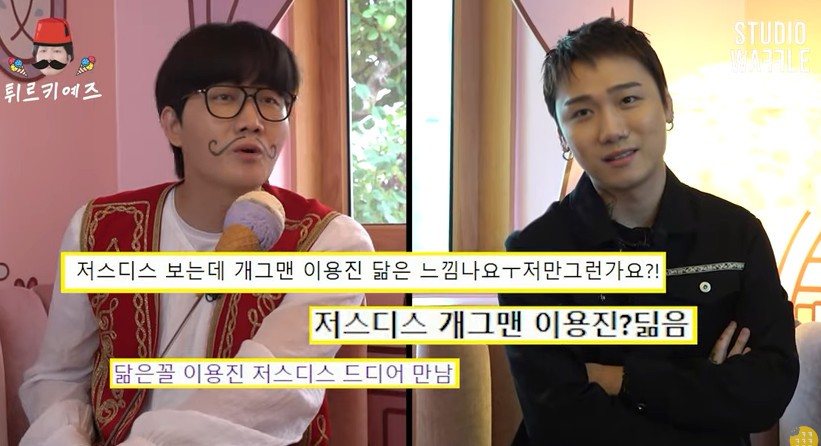 튀르키예즈
STUDIO
WAFFLE
저스디스 보는데 개그맨 이용진 닮은 느낌나요ㅜ저만그런가요?!
저스디스 개그맨 이용진?닮음
닮은꼴 이용진 저스디스 드디어 만남